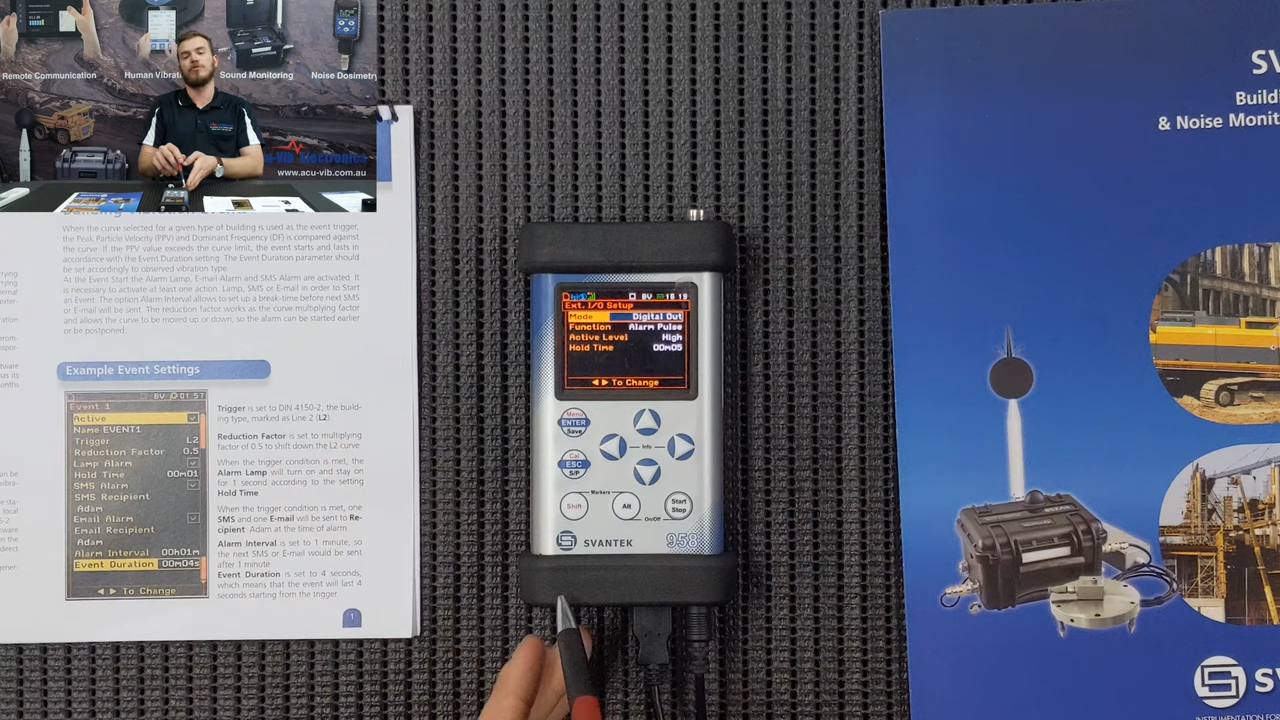 Remote Communication
Sound Monitoring
Noise Dosimetry
Acu-Vib Electronics
www.acu-vib.com.au
When the curve selected for a given type of building is used as the event trigger,
the Peak Particle Velocity (PPV) and Dominant Frequency (DF) is compared against
the curve. If the PPV value exceeds the curve limit, the event starts and lasts in
accordance with the Event Duration setting. The Event Duration parameter should
be set accordingly to observed vibration type
At the Event Start the Alarm Lamp, E-mail Alarm and SMS Alarm are activated. It
is necessary to activate at least one action. Lamp, SMS or E-mail in order to Start
an Event. The option Alarm Interval allows to set up a break-time before next SMS
or E-mail will be sent. The reduction factor works as the curve multiplying factor
and allows the curve to be moved up or down, so the alarm can be started earlier
or be postponed.
Example Event Settings
8V 01:57
Event 1
Active
Name EVENT1
Trigger L2
Reduction Factor 0.5
Lamp Alarm
Hold Time 00m01
SMS Alarm
SMS Recipient
Adam
Email Alarm
Email Recipient
Adam
Alarm Interval 00h01m
Event Duration 00m04s
◄ ► To Change
Trigger is set to DIN 4150-2, the build-
ing type, marked as Line 2 (L2).
Reduction Factor is set to multiplying
factor of 0.5 to shift down the L2 curve
When the trigger condition is met, the
Alarm Lamp will turn on and stay on
for 1 second according to the setting
Hold Time
When the trigger condition is met, one
SMS and one E-mail will be sent to Re-
cipient: Adam at the time of alarm
Alarm Interval is set to 1 minute, so
the next SMS or E-mail would be sent
after 1 minute
Event Duration is set to 4 seconds,
which means that the event will last 4
seconds starting from the trigger
1
8V 15:19
Ext. I/O Setup
Mode Digital Out
Function Alarm Pulse
Active Level High
Hold Time 00m05
◄ ► To Change
Menu
ENTER
Save
Cal
ESC
S/P
Info
Markers
Shift
Alt
Start
Stop
On/Off
SVANTEK
958
& Noise Monit